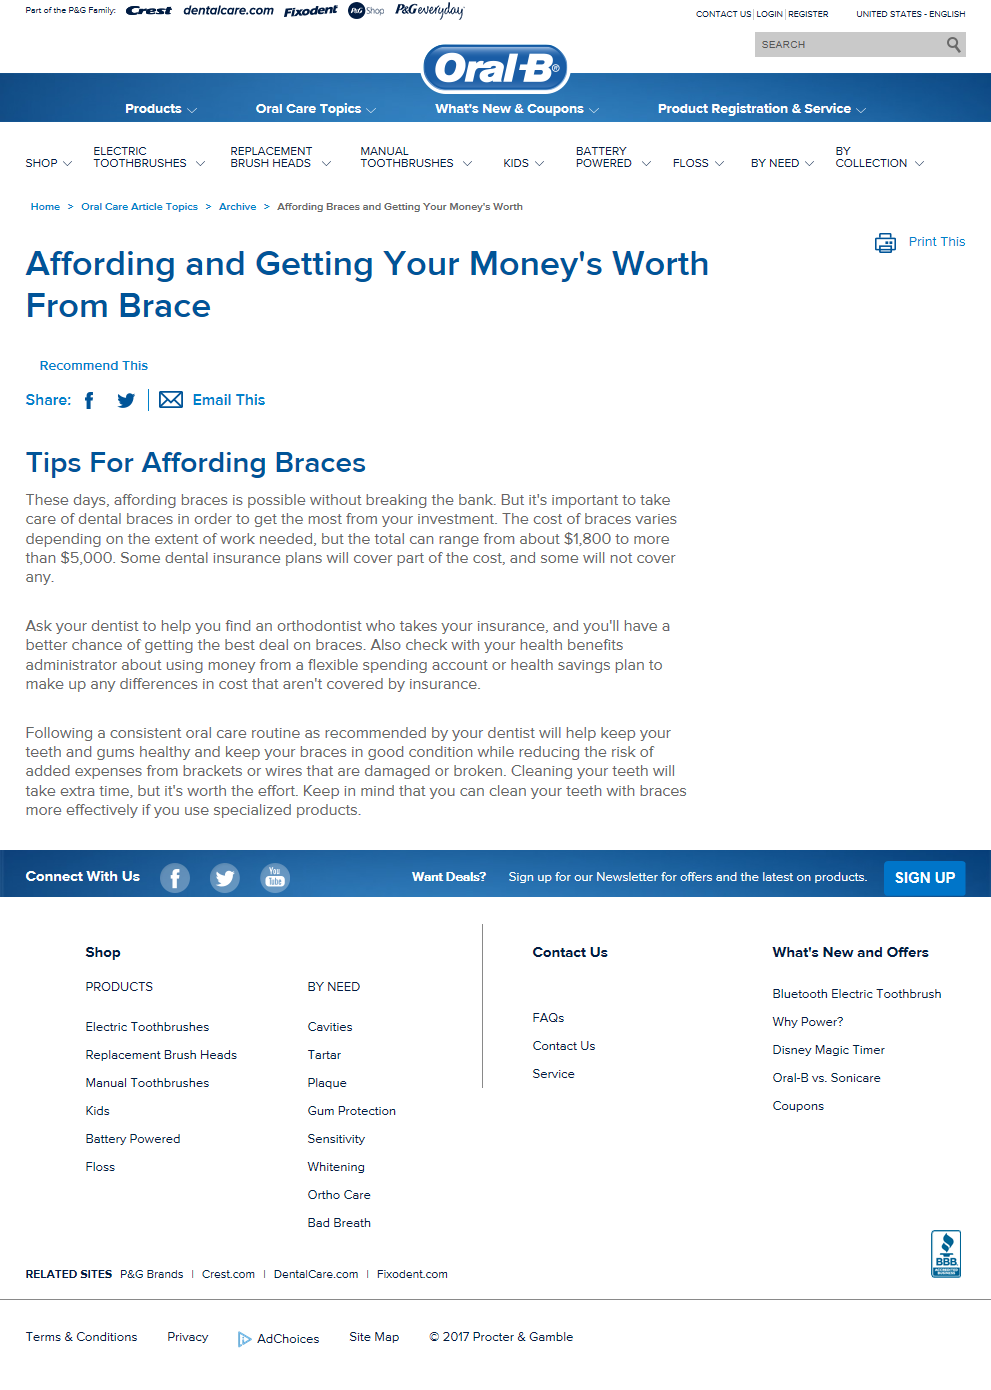 Part of the P&G Family: Crest dentalcare.com Fixodent P&G Shop P&G everyday
CONTACT US | LOGIN | REGISTER UNITED STATES - ENGLISH
SEARCH
Oral-B®
Products Oral Care Topics What's New & Coupons Product Registration & Service
SHOP ELECTRIC TOOTHBRUSHES REPLACEMENT BRUSH HEADS MANUAL TOOTHBRUSHES KIDS BATTERY POWERED FLOSS BY NEED BY COLLECTION
Home > Oral Care Article Topics > Archive > Affording Braces and Getting Your Money's Worth
Print This
Affording and Getting Your Money's Worth
From Brace
Recommend This
Share: Email This
Tips For Affording Braces
These days, affording braces is possible without breaking the bank. But it's important to take
care of dental braces in order to get the most from your investment. The cost of braces varies
depending on the extent of work needed, but the total can range from about $1,800 to more
than $5,000. Some dental insurance plans will cover part of the cost, and some will not cover
any.
Ask your dentist to help you find an orthodontist who takes your insurance, and you'll have a
better chance of getting the best deal on braces. Also check with your health benefits
administrator about using money from a flexible spending account or health savings plan to
make up any differences in cost that aren't covered by insurance.
Following a consistent oral care routine as recommended by your dentist will help keep your
teeth and gums healthy and keep your braces in good condition while reducing the risk of
added expenses from brackets or wires that are damaged or broken. Cleaning your teeth will
take extra time, but it's worth the effort. Keep in mind that you can clean your teeth with braces
more effectively if you use specialized products.
Connect With Us You Tube Want Deals? Sign up for our Newsletter for offers and the latest on products. SIGN UP
Shop
PRODUCTS
Electric Toothbrushes
Replacement Brush Heads
Manual Toothbrushes
Kids
Battery Powered
Floss
BY NEED
Cavities
Tartar
Plaque
Gum Protection
Sensitivity
Whitening
Ortho Care
Bad Breath
Contact Us
FAQs
Contact Us
Service
What's New and Offers
Bluetooth Electric Toothbrush
Why Power?
Disney Magic Timer
Oral-B vs. Sonicare
Coupons
BBB
ACCREDITED BUSINESS
RELATED SITES P&G Brands | Crest.com | DentalCare.com | Fixodent.com
Terms & Conditions Privacy AdChoices Site Map © 2017 Procter & Gamble